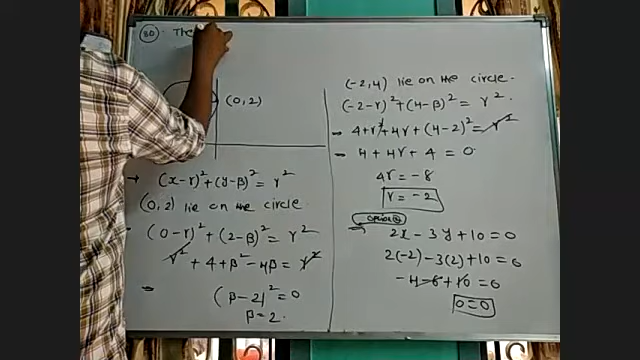 (30). The
(0, 2)
→ (x-r)² + (y-β)² = r²
(0, 2) lie on the circle.
(0-r)² + (2-β)² = r²
r² + 4 + β² - 4β = r²
(β-2)² = 0
β = 2.
(-2, 4) lie on the circle.
(-2-r)² + (4-β)² = r².
→ 4 + r² + 4r + (4-2)² = r²
→ 4 + 4r + 4 = 0
4r = -8
r = -2
2x - 3y + 10 = 0
2(-2) - 3(2) + 10 = 0
-4 - 6 + 10 = 0
0 = 0